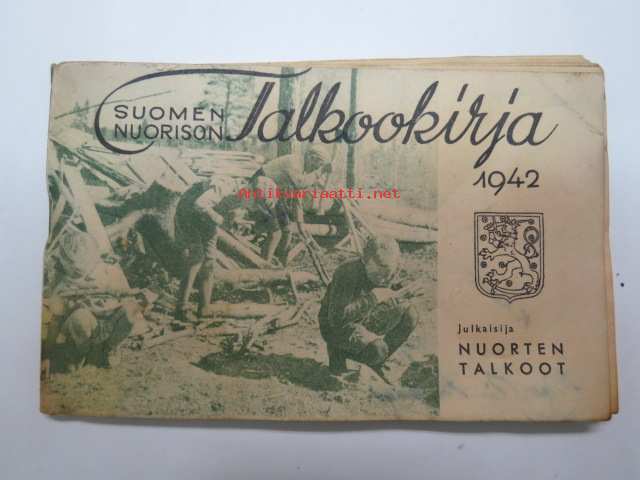 SUOMEN
NUORISON Talkookirja
1942
Antikvariaatti.net
Julkaisija
NUORTEN
TALKOOT